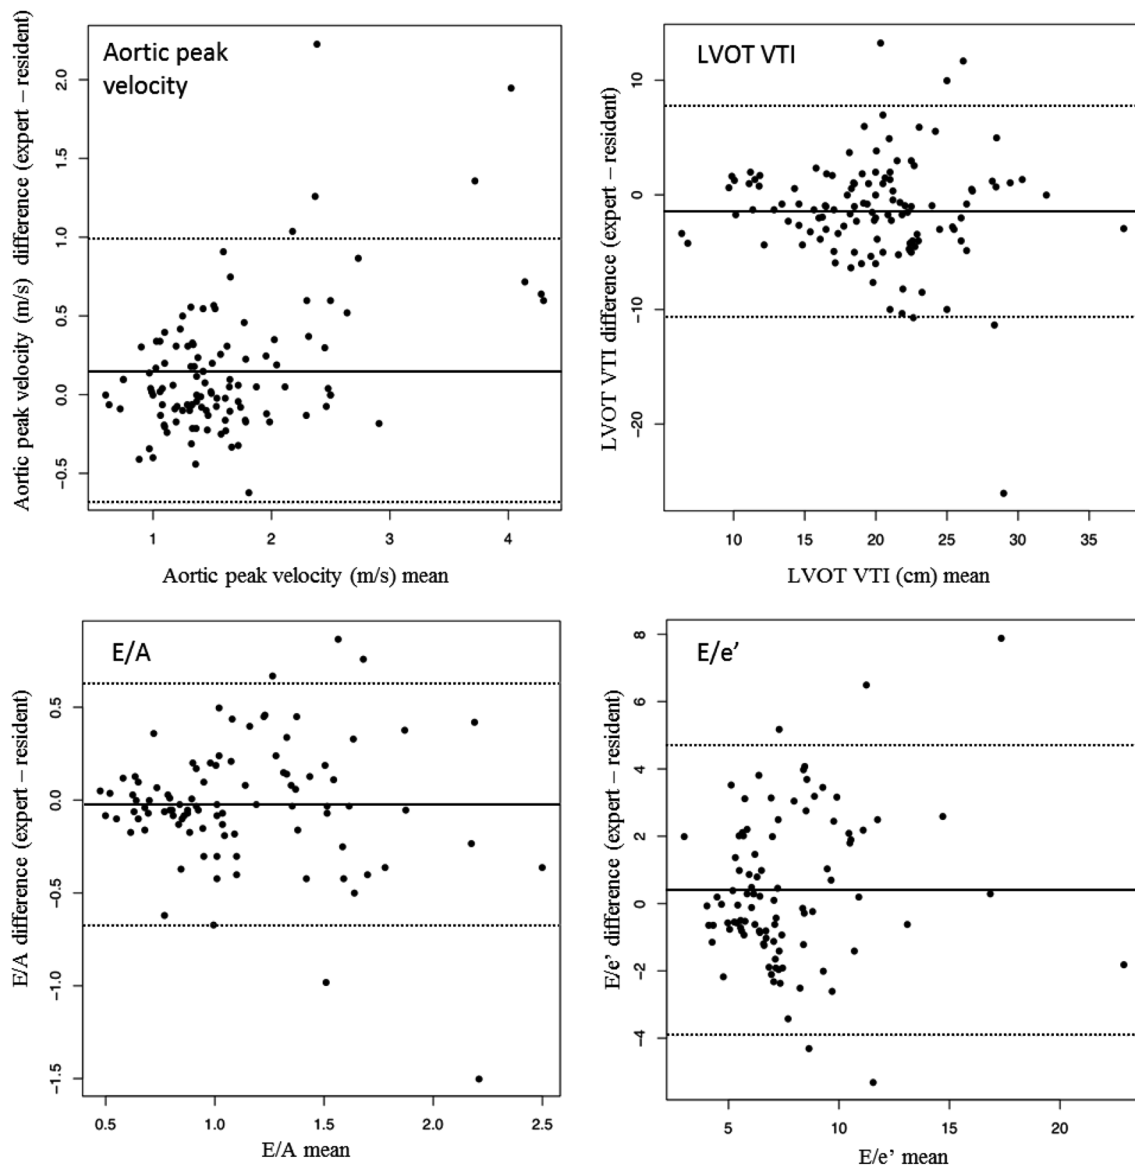 Aortic peak
velocity
Aortic peak velocity (m/s) difference (expert – resident)
2.0
1.5
1.0
0.5
0.0
−0.5
1 2 3 4
Aortic peak velocity (m/s) mean
LVOT VTI
LVOT VTI difference (expert – resident)
10
0
−10
−20
10 15 20 25 30 35
LVOT VTI (cm) mean
E/A
E/A difference (expert – resident)
0.5
0.0
−0.5
−1.0
−1.5
0.5 1.0 1.5 2.0 2.5
E/A mean
E/e’
E/e’ difference (expert – resident)
8
6
4
2
0
−2
−4
5 10 15 20
E/e’ mean